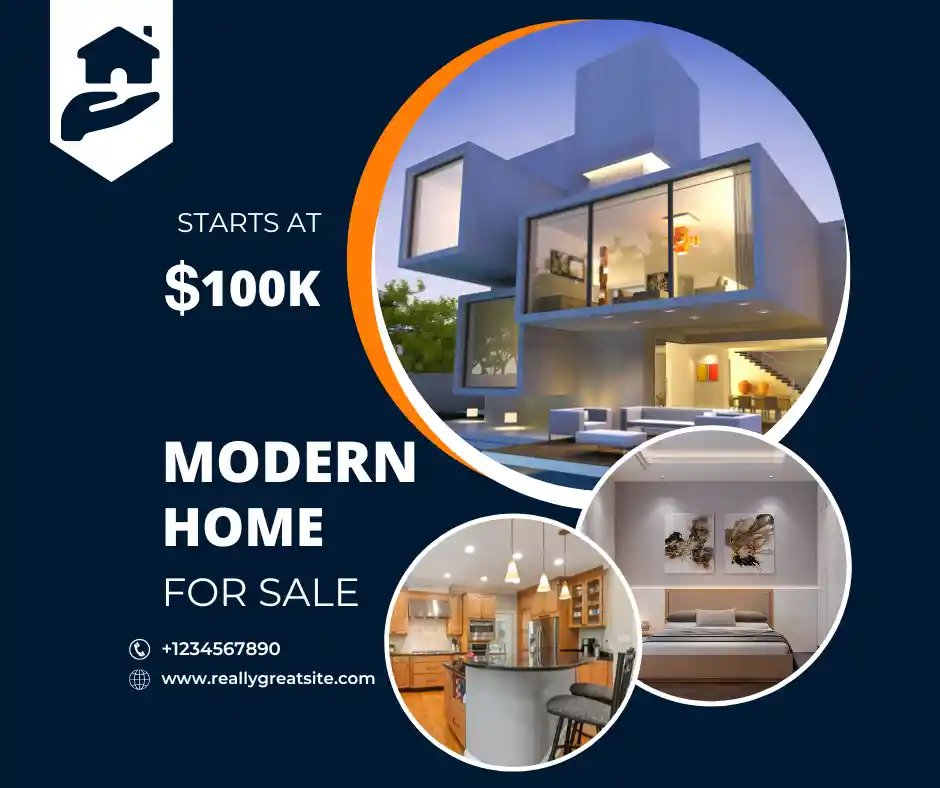 STARTS AT
$100K
MODERN
HOME
FOR SALE
+1234567890
www.reallygreatsite.com